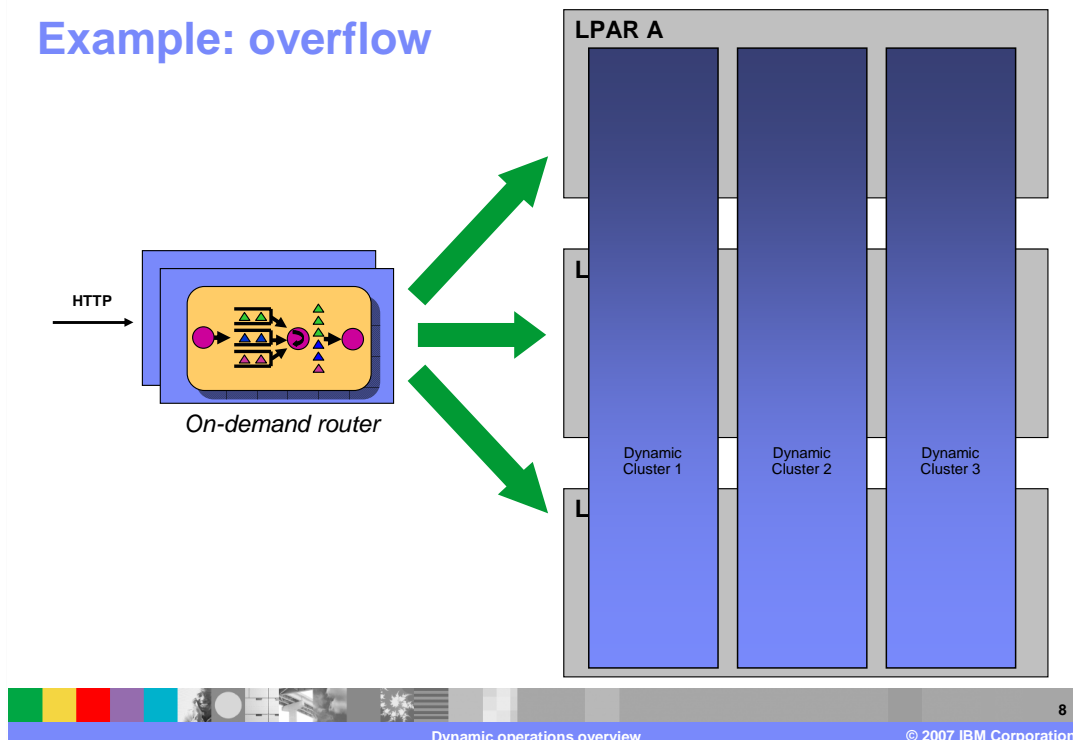 Example: overflow
LPAR A
HTTP
L
On-demand router
Dynamic
Cluster 1
Dynamic
Cluster 2
Dynamic
Cluster 3
L
8
Dynamic operations overview
© 2007 IBM Corporation